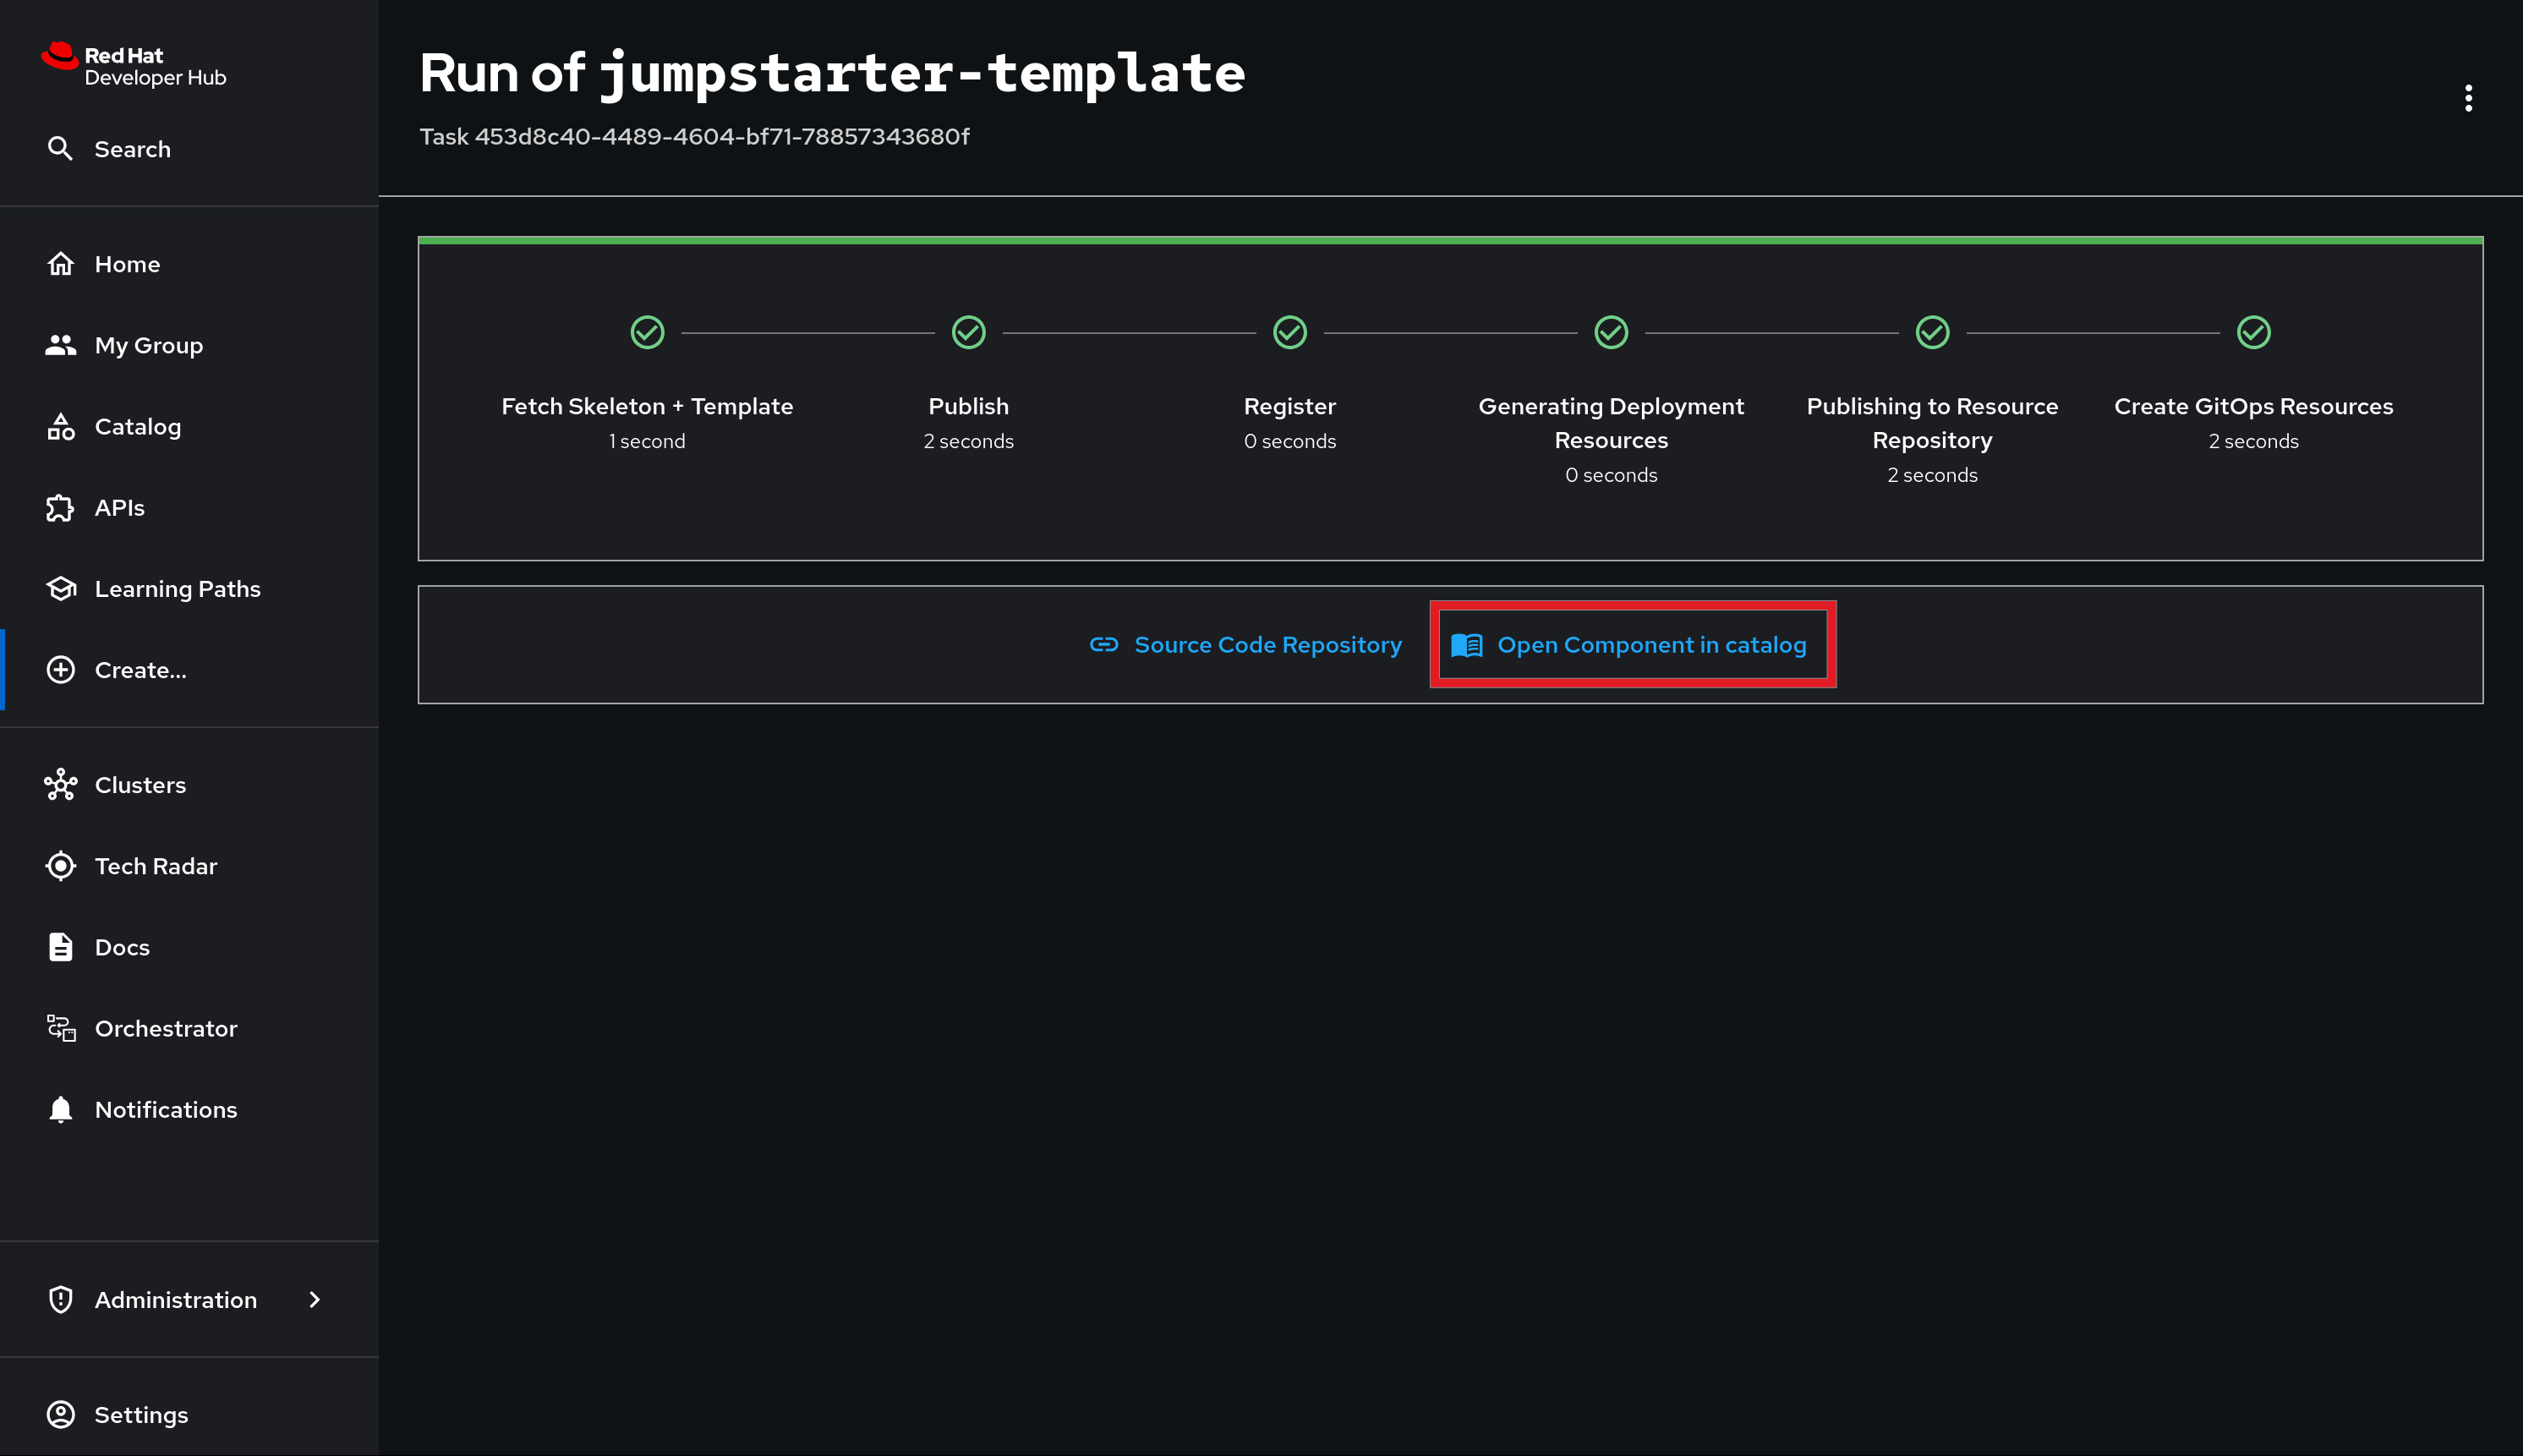 Red Hat
Developer Hub
Search
Home
My Group
Catalog
APIs
Learning Paths
Create...
Clusters
Tech Radar
Docs
Orchestrator
Notifications
Administration
Settings
Run of jumpstarter-template
Task 453d8c40-4489-4604-bf71-78857343680f
Fetch Skeleton + Template
1 second
Publish
2 seconds
Register
0 seconds
Generating Deployment
Resources
0 seconds
Publishing to Resource
Repository
2 seconds
Create GitOps Resources
2 seconds
Source Code Repository
Open Component in catalog